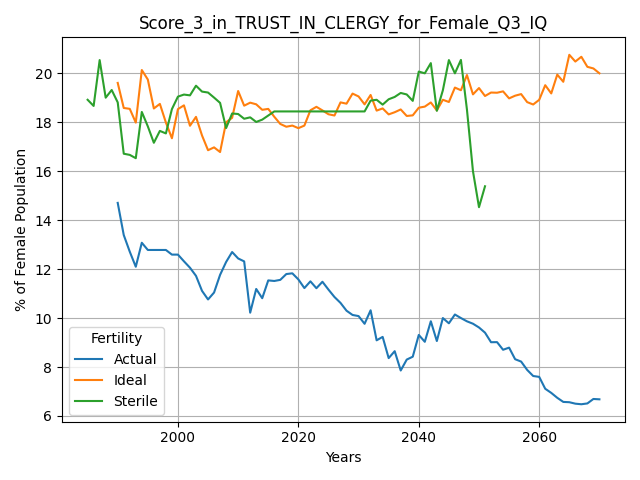 Score_3_in_TRUST_IN_CLERGY_for_Female_Q3_IQ
% of Female Population
20
18
16
14
12
10
8
6
Fertility
Actual
Ideal
Sterile
2000 2020 2040 2060
Years